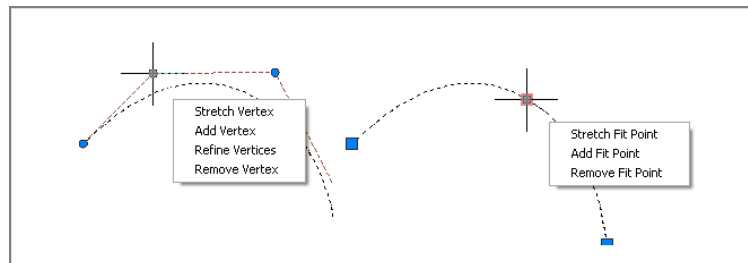 Stretch Vertex
Add Vertex
Refine Vertices
Remove Vertex
Stretch Fit Point
Add Fit Point
Remove Fit Point